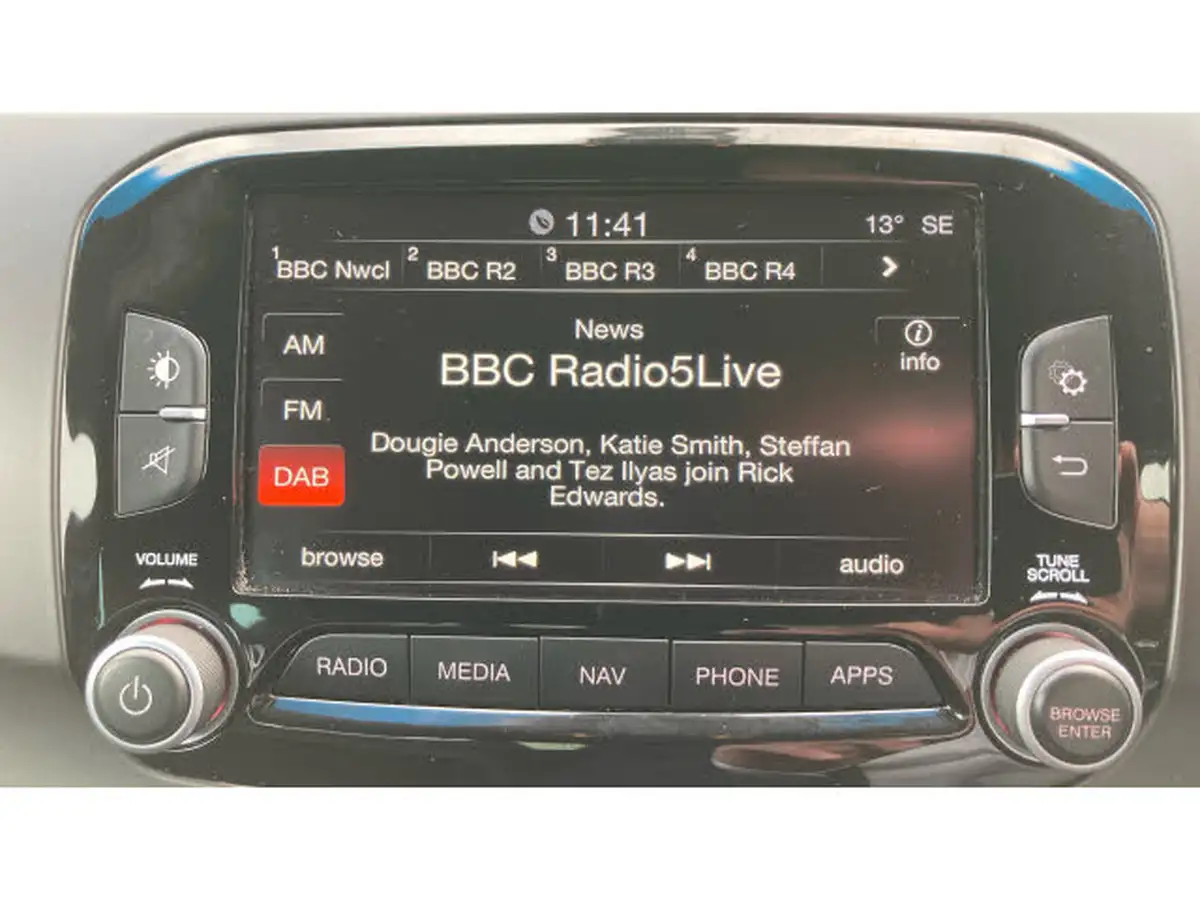 11:41
13° SE
1 BBC Nwcl 2 BBC R2 3 BBC R3 4 BBC R4
News
BBC Radio5Live
info
AM
FM
DAB
Dougie Anderson, Katie Smith, Steffan
Powell and Tez Ilyas join Rick
Edwards.
browse
audio
VOLUME
TUNE
SCROLL
RADIO MEDIA NAV PHONE APPS
BROWSE
ENTER